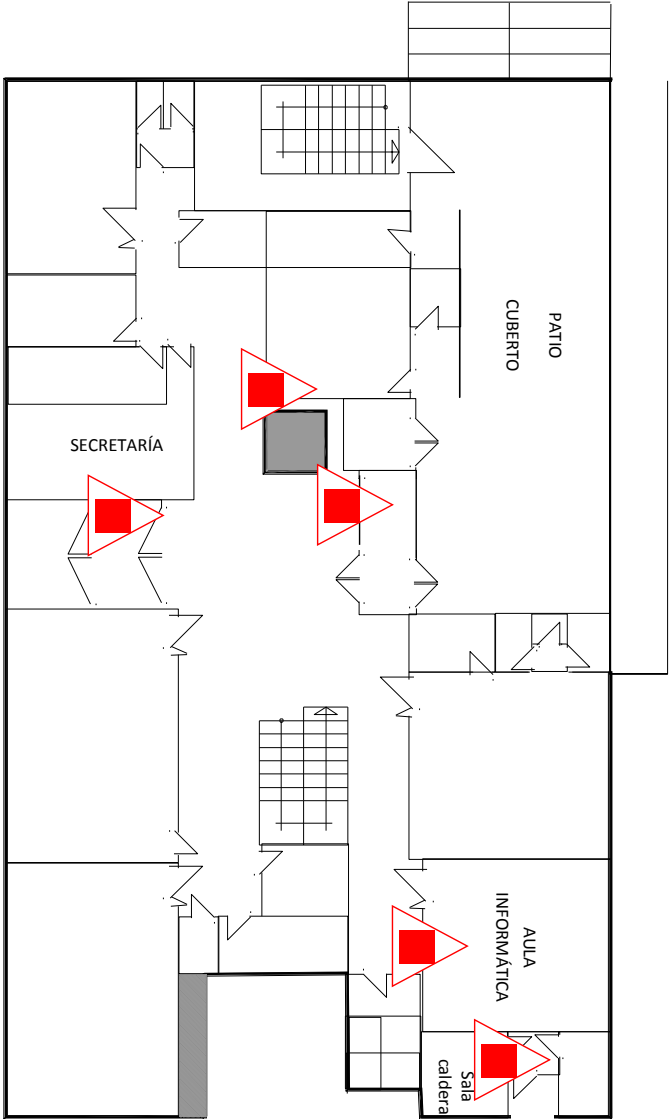 PATIO
CUBERTO
SECRETARÍA
AULA
INFORMÁTICA
Sala
caldera